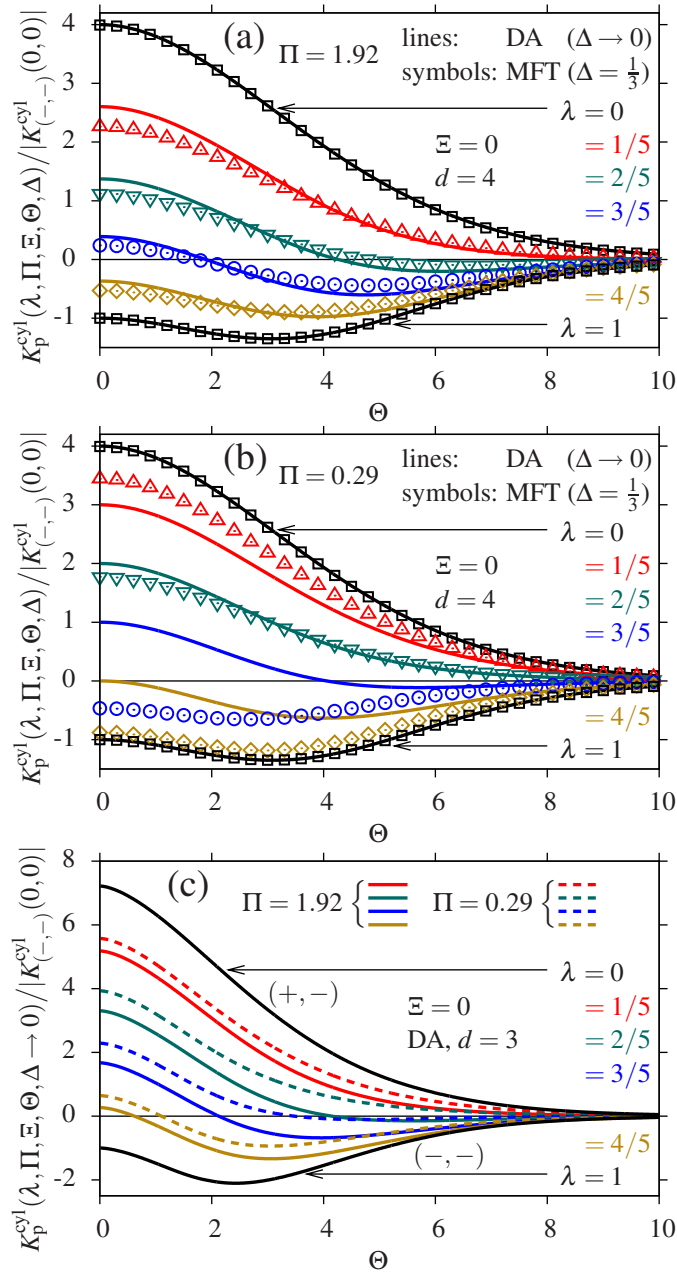 K_p^cyl(λ, Π, Ξ, Θ, Δ)/|K_(−,−)^cyl(0,0)|
4
3
2
1
0
-1
(a)
Π = 1.92
lines: DA (Δ → 0)
symbols: MFT (Δ = 1/3)
λ = 0
Ξ = 0
= 1/5
d = 4
= 2/5
= 3/5
= 4/5
λ = 1
0 2 4 6 8 10
Θ
K_p^cyl(λ, Π, Ξ, Θ, Δ)/|K_(−,−)^cyl(0,0)|
4
3
2
1
0
-1
(b)
Π = 0.29
lines: DA (Δ → 0)
symbols: MFT (Δ = 1/3)
λ = 0
Ξ = 0
= 1/5
d = 4
= 2/5
= 3/5
= 4/5
λ = 1
0 2 4 6 8 10
Θ
K_p^cyl(λ, Π, Ξ, Θ, Δ → 0)/|K_(−,−)^cyl(0,0)|
8
6
4
2
0
-2
(c)
Π = 1.92 { Π = 0.29 {
λ = 0
(+,−)
Ξ = 0
= 1/5
DA, d = 3
= 2/5
= 3/5
= 4/5
(−,−)
λ = 1
0 2 4 6 8 10
Θ